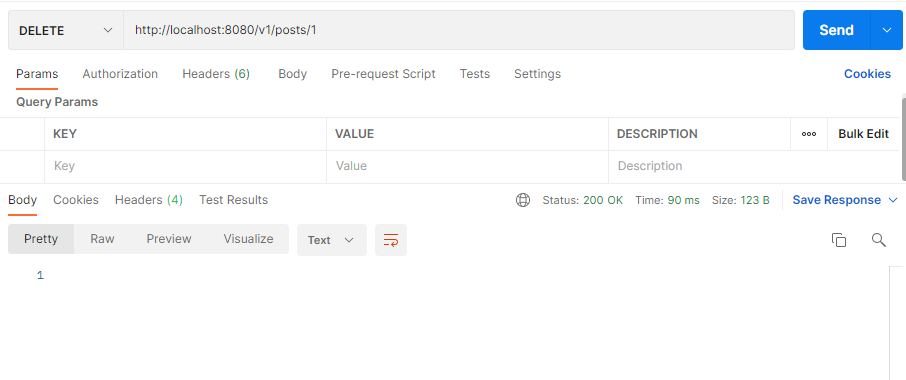 DELETE http://localhost:8080/v1/posts/1 Send
Params Authorization Headers (6) Body Pre-request Script Tests Settings Cookies
Query Params
KEY VALUE DESCRIPTION ooo Bulk Edit
Key Value Description
Body Cookies Headers (4) Test Results Status: 200 OK Time: 90 ms Size: 123 B Save Response
Pretty Raw Preview Visualize Text
1